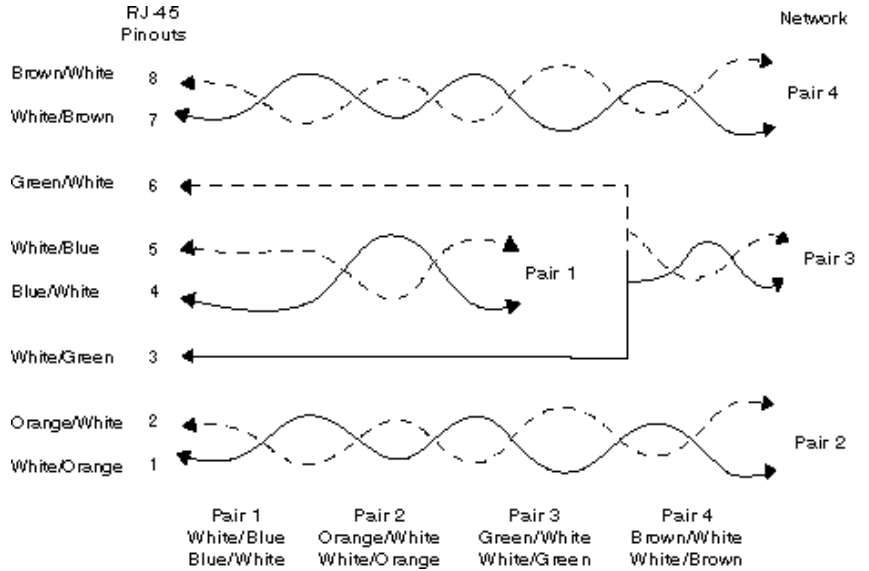 RJ-45
Pinouts
Network
Brown/White 8
White/Brown 7
Pair 4
Green/White 6
White/Blue 5
Blue/White 4
Pair 1
Pair 3
White/Green 3
Orange/White 2
White/Orange 1
Pair 2
Pair 1
White/Blue
Blue/White
Pair 2
Orange/White
White/Orange
Pair 3
Green/White
White/Green
Pair 4
Brown/White
White/Brown